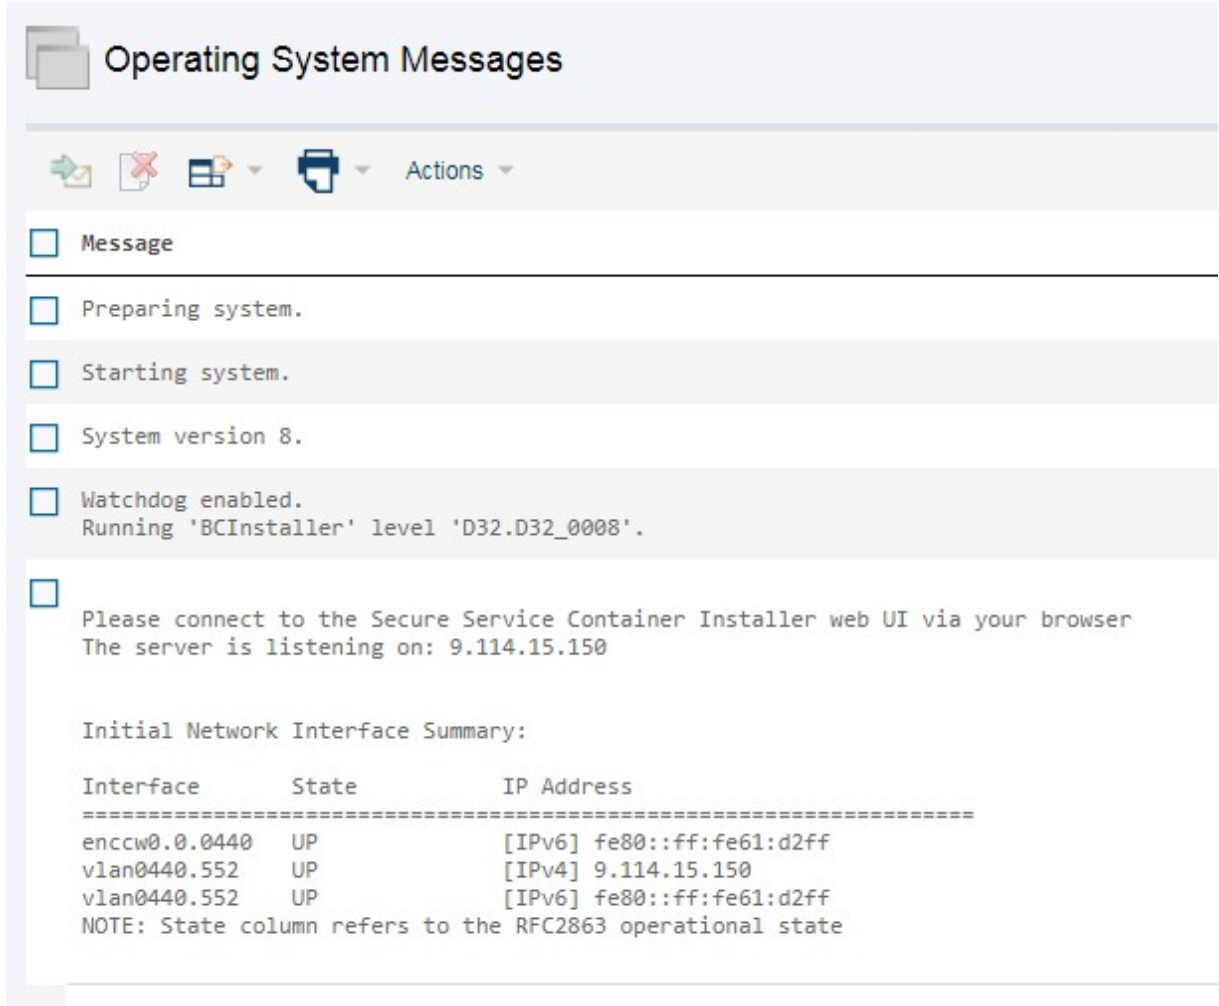 Operating System Messages
Actions
Message
Preparing system.
Starting system.
System version 8.
Watchdog enabled.
Running 'BCInstaller' level 'D32.D32_0008'.
Please connect to the Secure Service Container Installer web UI via your browser
The server is listening on: 9.114.15.150
Initial Network Interface Summary:
Interface State IP Address
====================================================================
enccw0.0.0440 UP [IPv6] fe80::ff:fe61:d2ff
vlan0440.552 UP [IPv4] 9.114.15.150
vlan0440.552 UP [IPv6] fe80::ff:fe61:d2ff
NOTE: State column refers to the RFC2863 operational state